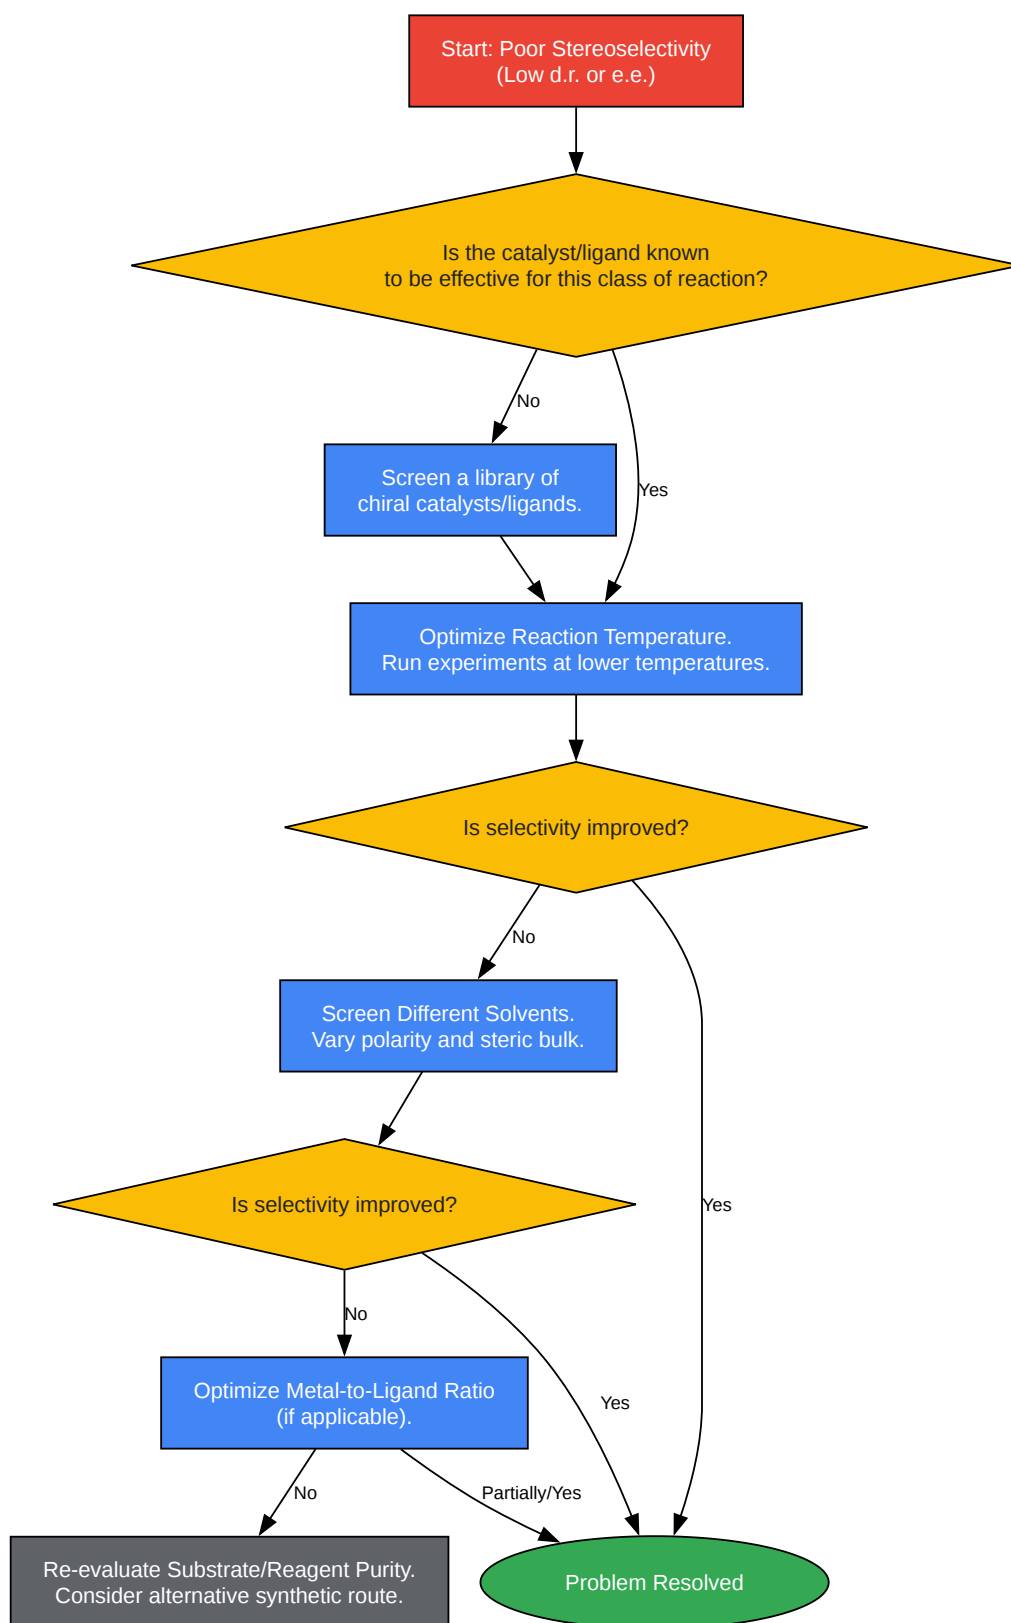 Start: Poor Stereoselectivity
(Low d.r. or e.e.)
Is the catalyst/ligand known
to be effective for this class of reaction?
No
Screen a library of
chiral catalysts/ligands.
Yes
Optimize Reaction Temperature.
Run experiments at lower temperatures.
Is selectivity improved?
No
Screen Different Solvents.
Vary polarity and steric bulk.
Is selectivity improved?
Yes
No
Optimize Metal-to-Ligand Ratio
(if applicable).
Yes
No
Partially/Yes
Re-evaluate Substrate/Reagent Purity.
Consider alternative synthetic route.
Problem Resolved